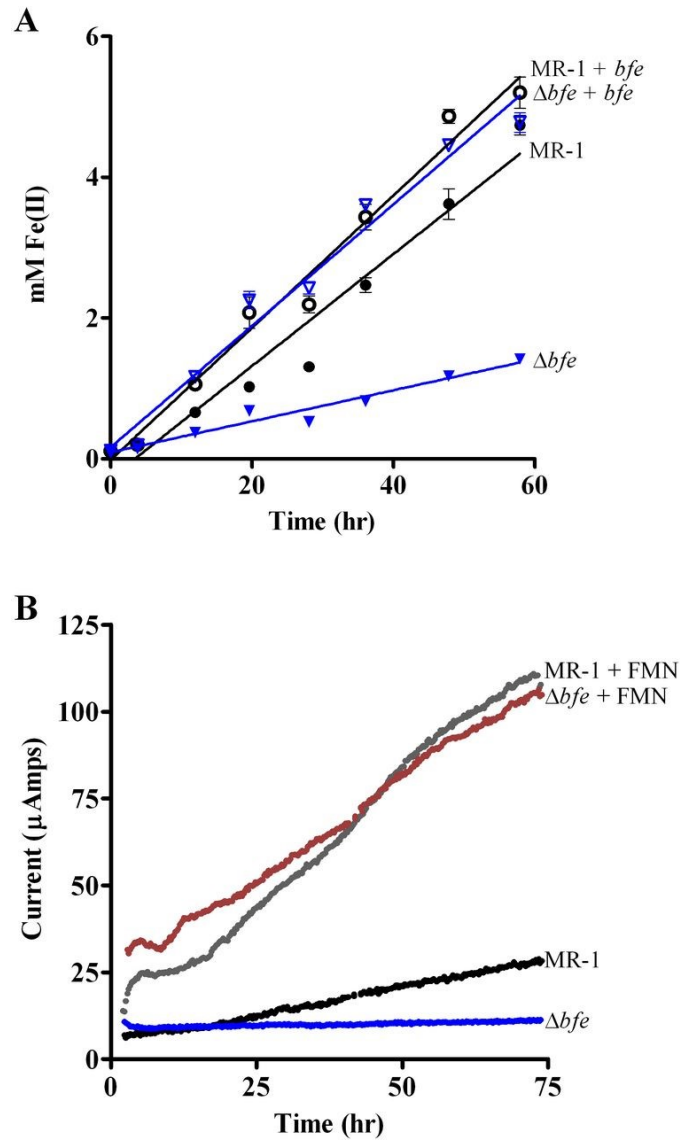 A
6
4
2
0
mM Fe(II)
0 20 40 60
Time (hr)
MR-1 + bfe
Δbfe + bfe
MR-1
Δbfe
B
125
100
75
50
25
0
Current (µAmps)
0 25 50 75
Time (hr)
MR-1 + FMN
Δbfe + FMN
MR-1
Δbfe